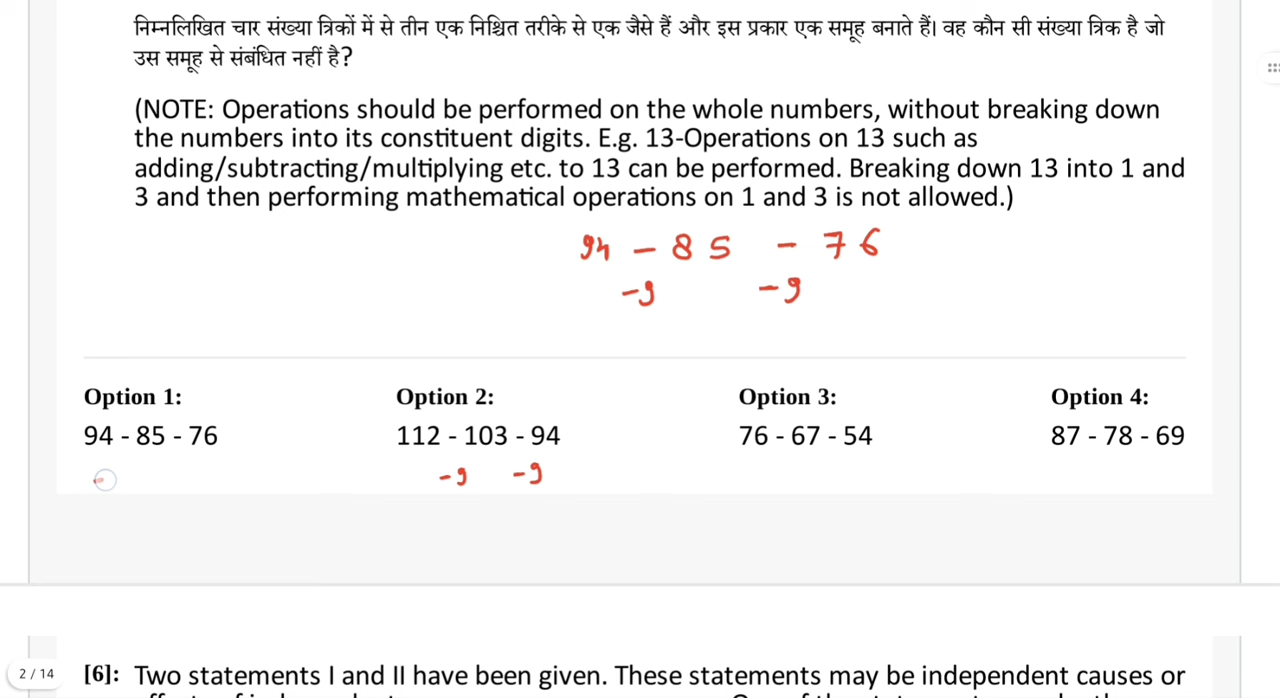 निम्नलिखित चार संख्या त्रिकों में से तीन एक निश्चित तरीके से एक जैसे हैं और इस प्रकार एक समूह बनाते हैं। वह कौन सी संख्या त्रिक है जो
उस समूह से संबंधित नहीं है?
(NOTE: Operations should be performed on the whole numbers, without breaking down
the numbers into its constituent digits. E.g. 13-Operations on 13 such as
adding/subtracting/multiplying etc. to 13 can be performed. Breaking down 13 into 1 and
3 and then performing mathematical operations on 1 and 3 is not allowed.)
94 - 85 - 76
-9 -9
Option 1: Option 2: Option 3: Option 4:
94 - 85 - 76 112 - 103 - 94 76 - 67 - 54 87 - 78 - 69
-9 -9
2 / 14 [6]: Two statements I and II have been given. These statements may be independent causes or